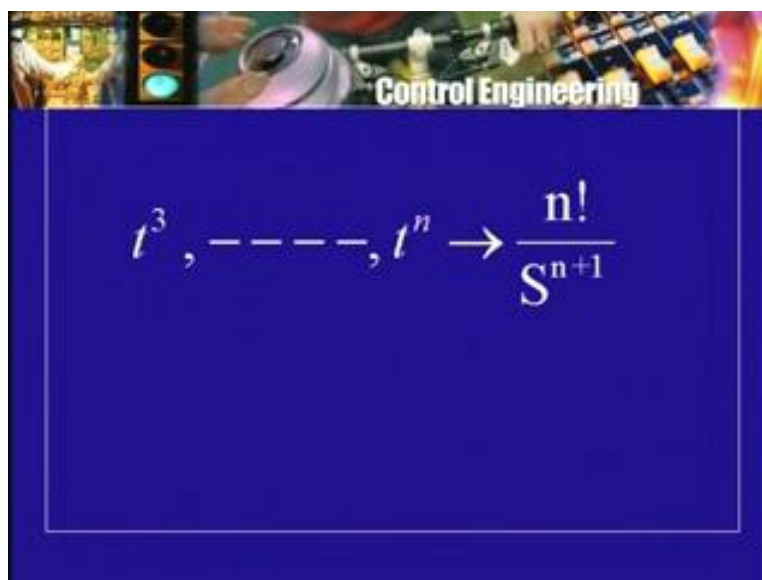 Control Engineering
t³ , – – – – , tⁿ → n! / Sⁿ⁺¹